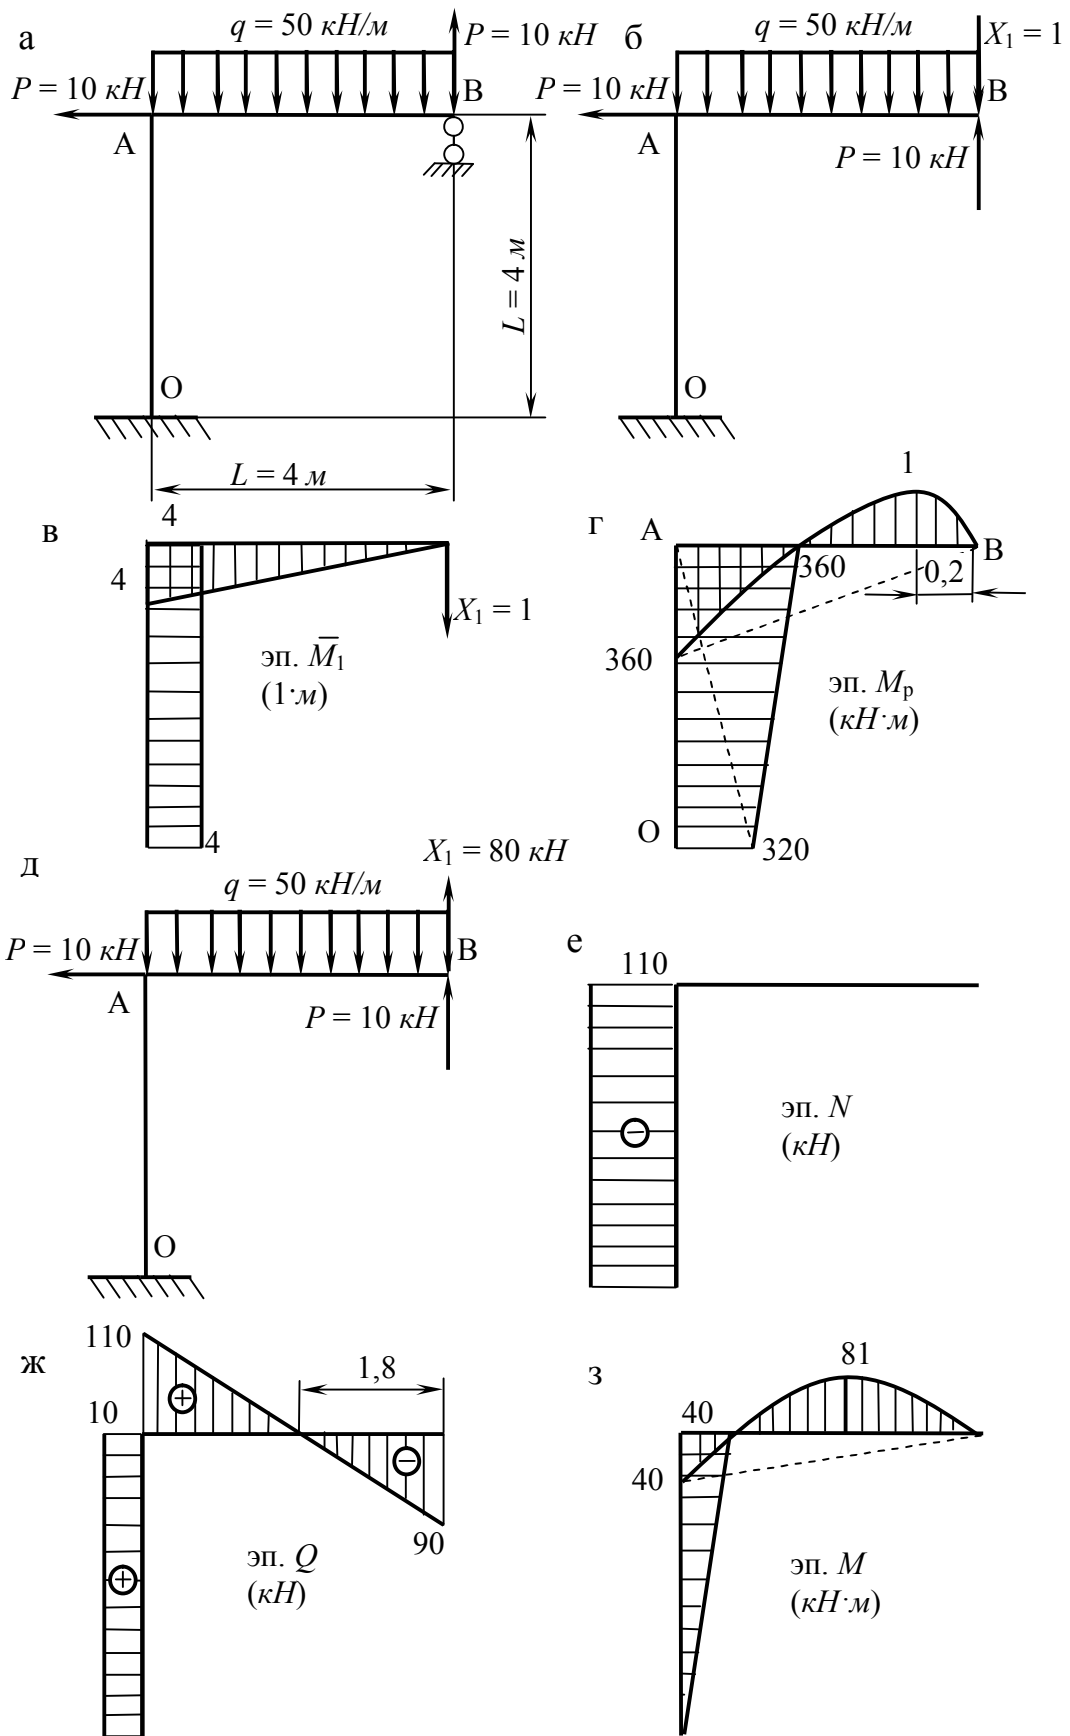 а
q = 50 кН/м
P = 10 кН
P = 10 кН
B
A
L = 4 м
O
L = 4 м
б
q = 50 кН/м
X₁ = 1
P = 10 кН
B
A
P = 10 кН
O
в
4
4
X₁ = 1
эп. M̅₁
(1·м)
4
г
1
A
B
360
0,2
360
эп. Mр
(кН·м)
O
320
д
X₁ = 80 кН
q = 50 кН/м
P = 10 кН
B
A
P = 10 кН
O
е
110
эп. N
(кН)
ж
110
1,8
10
90
эп. Q
(кН)
з
81
40
40
эп. M
(кН·м)